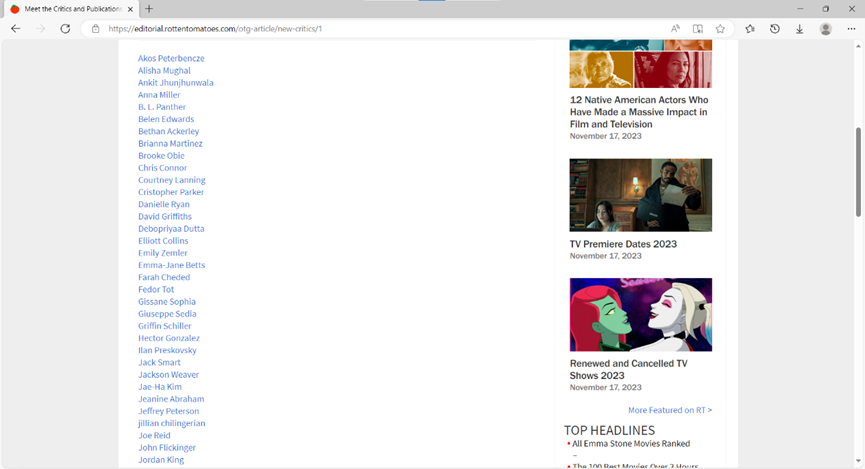 Meet the Critics and Publications
https://editorial.rottentomatoes.com/otg-article/new-critics/1
Akos Peterbencze
Alisha Mughal
Ankit Jhunjhunwala
Anna Miller
B. L. Panther
Belen Edwards
Bethan Ackerley
Brianna Martinez
Brooke Obie
Chris Connor
Courtney Lanning
Cristopher Parker
Danielle Ryan
David Griffiths
Debopriyaa Dutta
Elliott Collins
Emily Zemler
Emma-Jane Betts
Farah Cheded
Fedor Tot
Gissane Sophia
Giuseppe Sedia
Griffin Schiller
Hector Gonzalez
Ilan Preskovsky
Jack Smart
Jackson Weaver
Jae-Ha Kim
Jeanine Abraham
Jeffrey Peterson
jillian chilingerian
Joe Reid
John Flickinger
Jordan King
12 Native American Actors Who
Have Made a Massive Impact in
Film and Television
November 17, 2023
TV Premiere Dates 2023
November 17, 2023
Season
Renewed and Cancelled TV
Shows 2023
November 17, 2023
More Featured on RT >
TOP HEADLINES
• All Emma Stone Movies Ranked
–
• The 100 Best Movies Over 3 Hours